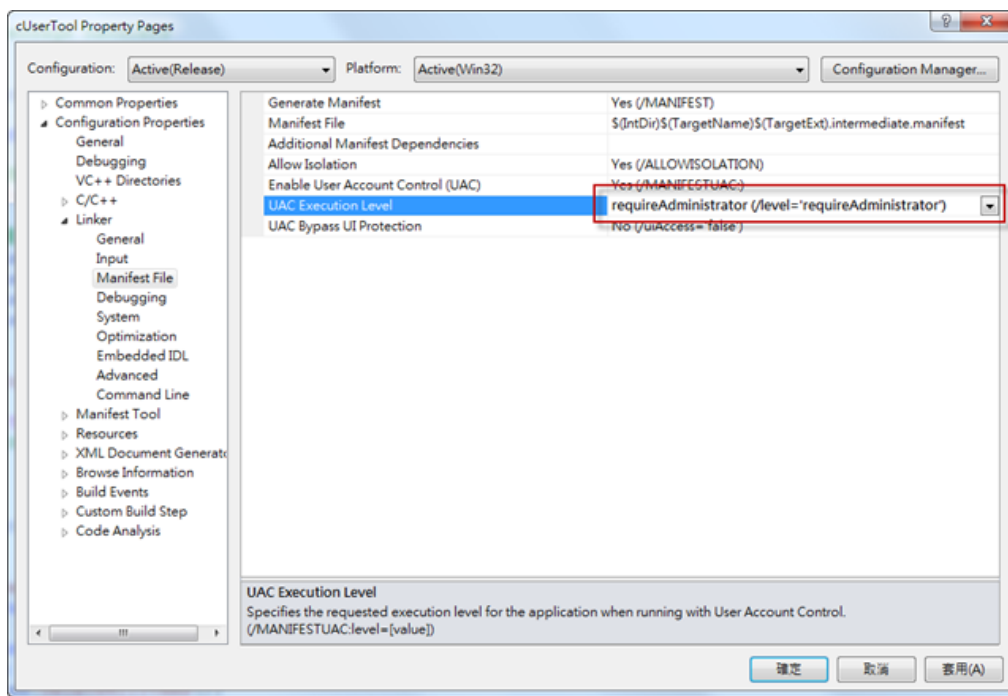 cUserTool Property Pages
Configuration: Active(Release) Platform: Active(Win32) Configuration Manager...
Common Properties
Configuration Properties
General
Debugging
VC++ Directories
C/C++
Linker
General
Input
Manifest File
Debugging
System
Optimization
Embedded IDL
Advanced
Command Line
Manifest Tool
Resources
XML Document Generato
Browse Information
Build Events
Custom Build Step
Code Analysis
Generate Manifest Yes (/MANIFEST)
Manifest File $(IntDir)$(TargetName)$(TargetExt).intermediate.manifest
Additional Manifest Dependencies
Allow Isolation Yes (/ALLOWISOLATION)
Enable User Account Control (UAC) Yes (/MANIFESTUAC:)
UAC Execution Level requireAdministrator (/level='requireAdministrator')
UAC Bypass UI Protection No (/uiAccess='false')
UAC Execution Level
Specifies the requested execution level for the application when running with User Account Control.
(/MANIFESTUAC:level=[value])
確定 取消 套用(A)